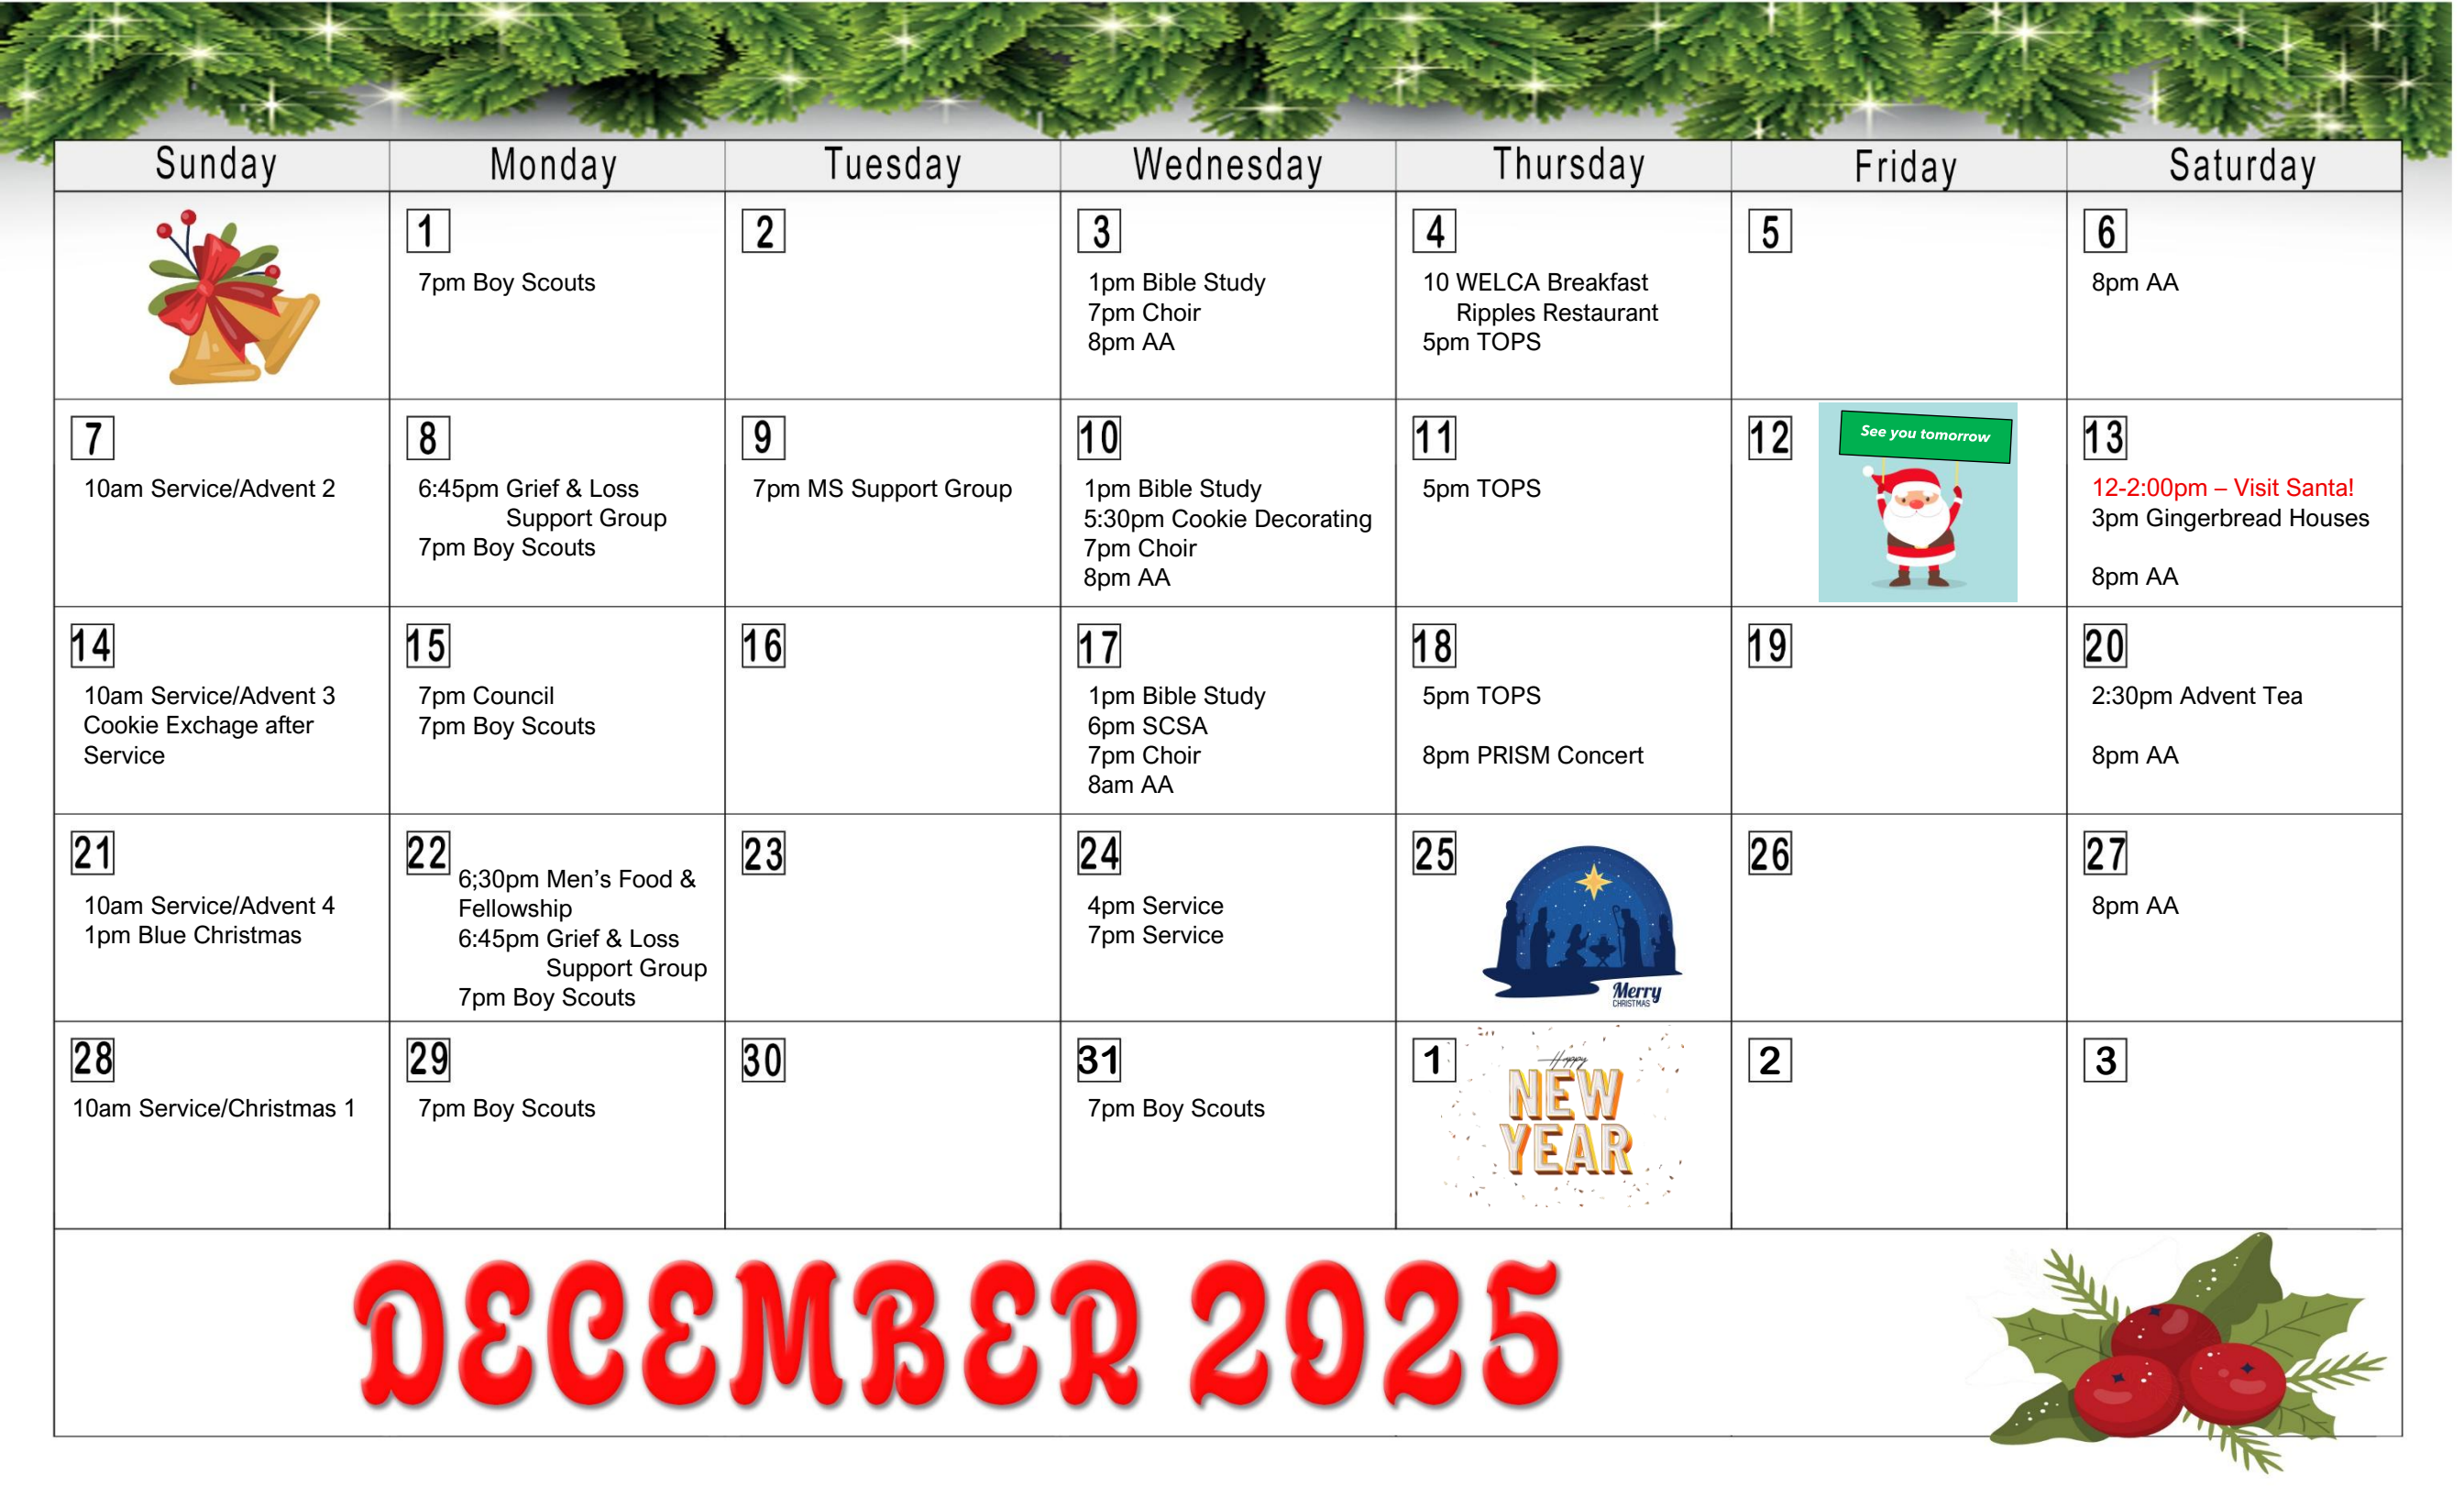 Sunday Monday Tuesday Wednesday Thursday Friday Saturday
1
7pm Boy Scouts
2
3
1pm Bible Study
7pm Choir
8pm AA
4
10 WELCA Breakfast
Ripples Restaurant
5pm TOPS
5
6
8pm AA
7
10am Service/Advent 2
8
6:45pm Grief & Loss
Support Group
7pm Boy Scouts
9
7pm MS Support Group
10
1pm Bible Study
5:30pm Cookie Decorating
7pm Choir
8pm AA
11
5pm TOPS
12
See you tomorrow
13
12-2:00pm – Visit Santa!
3pm Gingerbread Houses
8pm AA
14
10am Service/Advent 3
Cookie Exchage after
Service
15
7pm Council
7pm Boy Scouts
16
17
1pm Bible Study
6pm SCSA
7pm Choir
8am AA
18
5pm TOPS
8pm PRISM Concert
19
20
2:30pm Advent Tea
8pm AA
21
10am Service/Advent 4
1pm Blue Christmas
22
6;30pm Men’s Food &
Fellowship
6:45pm Grief & Loss
Support Group
7pm Boy Scouts
23
24
4pm Service
7pm Service
25
Merry
CHRISTMAS
26
27
8pm AA
28
10am Service/Christmas 1
29
7pm Boy Scouts
30
31
7pm Boy Scouts
1
Happy
NEW
YEAR
2
3
DECEMBER 2025